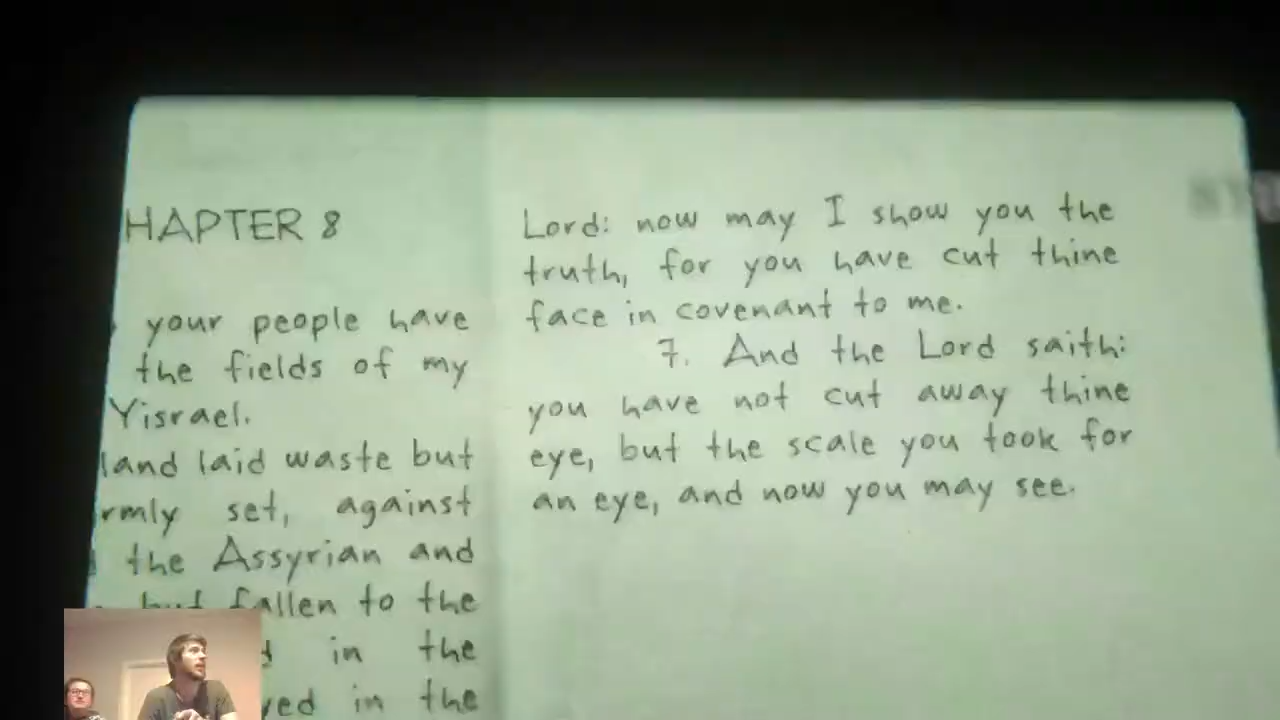 HAPTER 8
your people have
the fields of my
Yisrael.
land laid waste but
rmly set, against
the Assyrian and
but fallen to the
in the
ved in the
Lord: now may I show you the
truth, for you have cut thine
face in covenant to me.
7. And the Lord saith:
you have not cut away thine
eye, but the scale you took for
an eye, and now you may see.